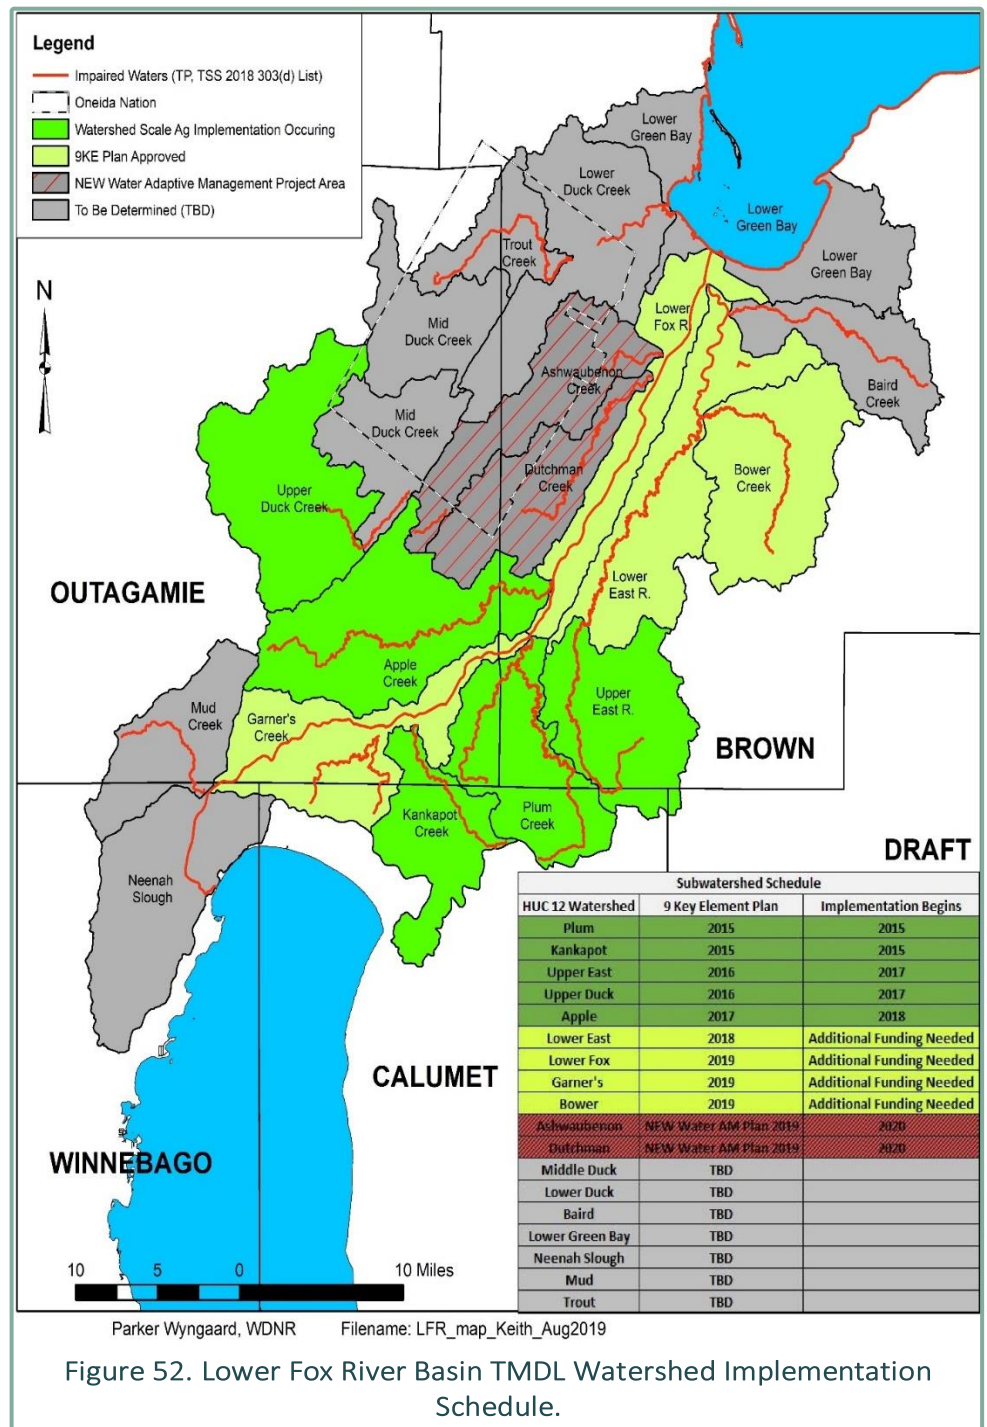 Legend
Impaired Waters (TP, TSS 2018 303(d) List)
Oneida Nation
Watershed Scale Ag Implementation Occuring
9KE Plan Approved
NEW Water Adaptive Management Project Area
To Be Determined (TBD)
N
Lower
Green Bay
Lower
Duck Creek
Lower
Green Bay
Trout
Creek
Lower
Green Bay
Lower
Fox R.
Mid
Duck Creek
Ashwaubenon
Creek
Baird
Creek
Mid
Duck Creek
Dutchman
Creek
Bower
Creek
Upper
Duck Creek
OUTAGAMIE
Lower
East R.
Apple
Creek
Upper
East R.
Mud
Creek
Garner's
Creek
BROWN
Kankapot
Creek
Plum
Creek
DRAFT
Neenah
Slough
CALUMET
WINNEBAGO
Subwatershed Schedule
HUC 12 Watershed 9 Key Element Plan Implementation Begins
Plum 2015 2015
Kankapot 2015 2015
Upper East 2016 2017
Upper Duck 2016 2017
Apple 2017 2018
Lower East 2018 Additional Funding Needed
Lower Fox 2019 Additional Funding Needed
Garner's 2019 Additional Funding Needed
Bower 2019 Additional Funding Needed
Ashwaubenon NEW Water AM Plan 2019 2020
Dutchman NEW Water AM Plan 2019 2020
Middle Duck TBD
Lower Duck TBD
Baird TBD
Lower Green Bay TBD
Neenah Slough TBD
Mud TBD
Trout TBD
10 5 0 10 Miles
Parker Wyngaard, WDNR Filename: LFR_map_Keith_Aug2019
Figure 52. Lower Fox River Basin TMDL Watershed Implementation
Schedule.